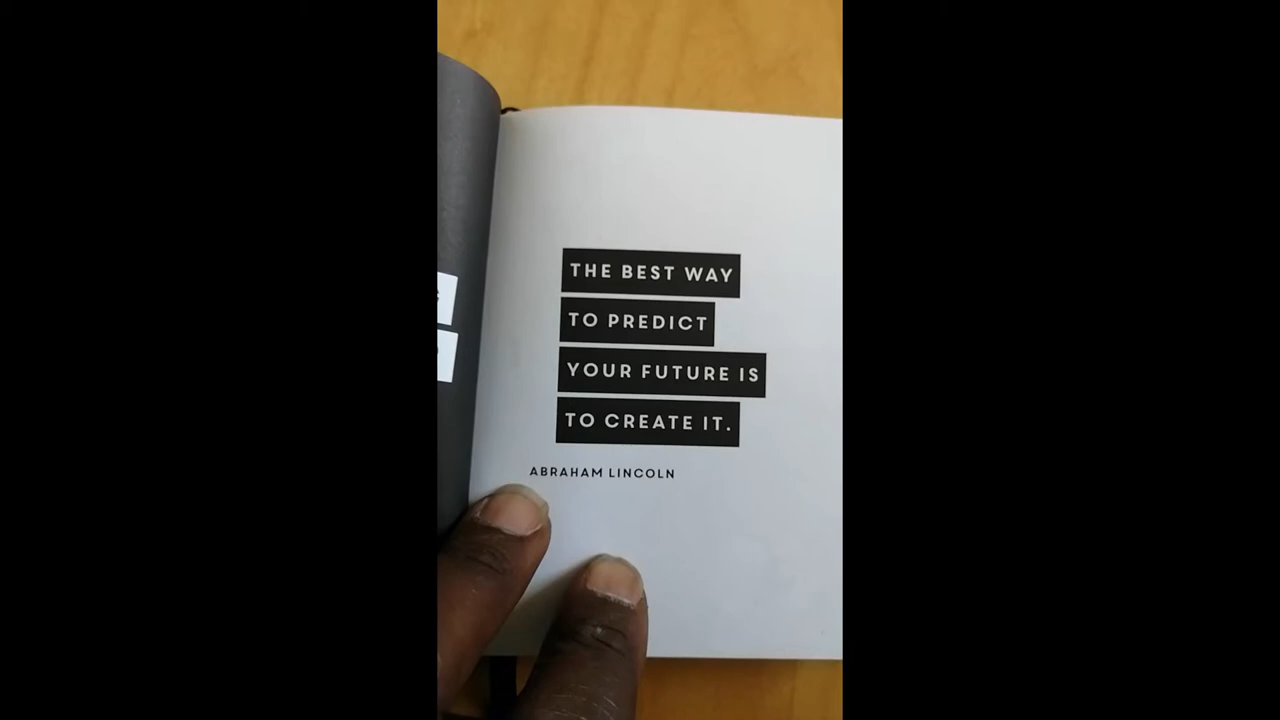 THE BEST WAY
TO PREDICT
YOUR FUTURE IS
TO CREATE IT.
ABRAHAM LINCOLN